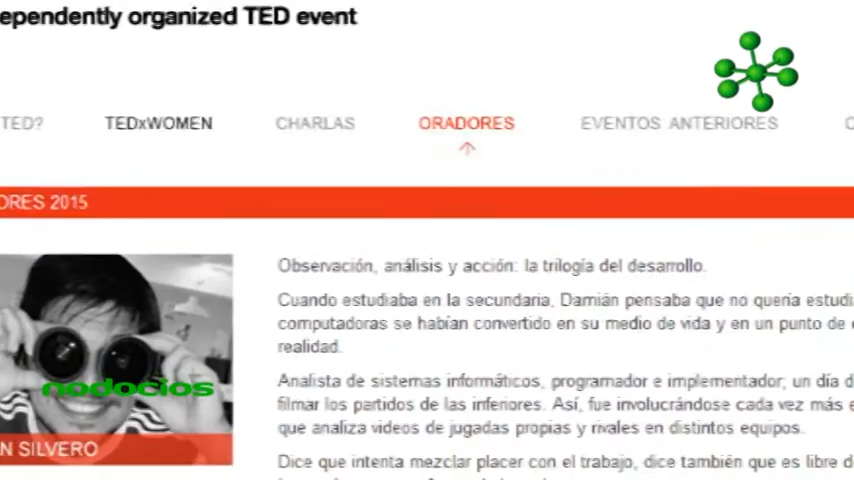 ependently organized TED event
TED?
TEDxWOMEN
CHARLAS
ORADORES
EVENTOS ANTERIORES
ORES 2015
Observación, análisis y acción: la trilogía del desarrollo.
Cuando estudiaba en la secundaria, Damián pensaba que no quería estudi
computadoras se habían convertido en su medio de vida y en un punto de
realidad.
Analista de sistemas informáticos, programador e implementador; un día d
filmar los partidos de las inferiores. Así, fue involucrándose cada vez más e
que analiza videos de jugadas propias y rivales en distintos equipos.
nodocios
N SILVERO
Dice que intenta mezclar placer con el trabajo, dice también que es libre d